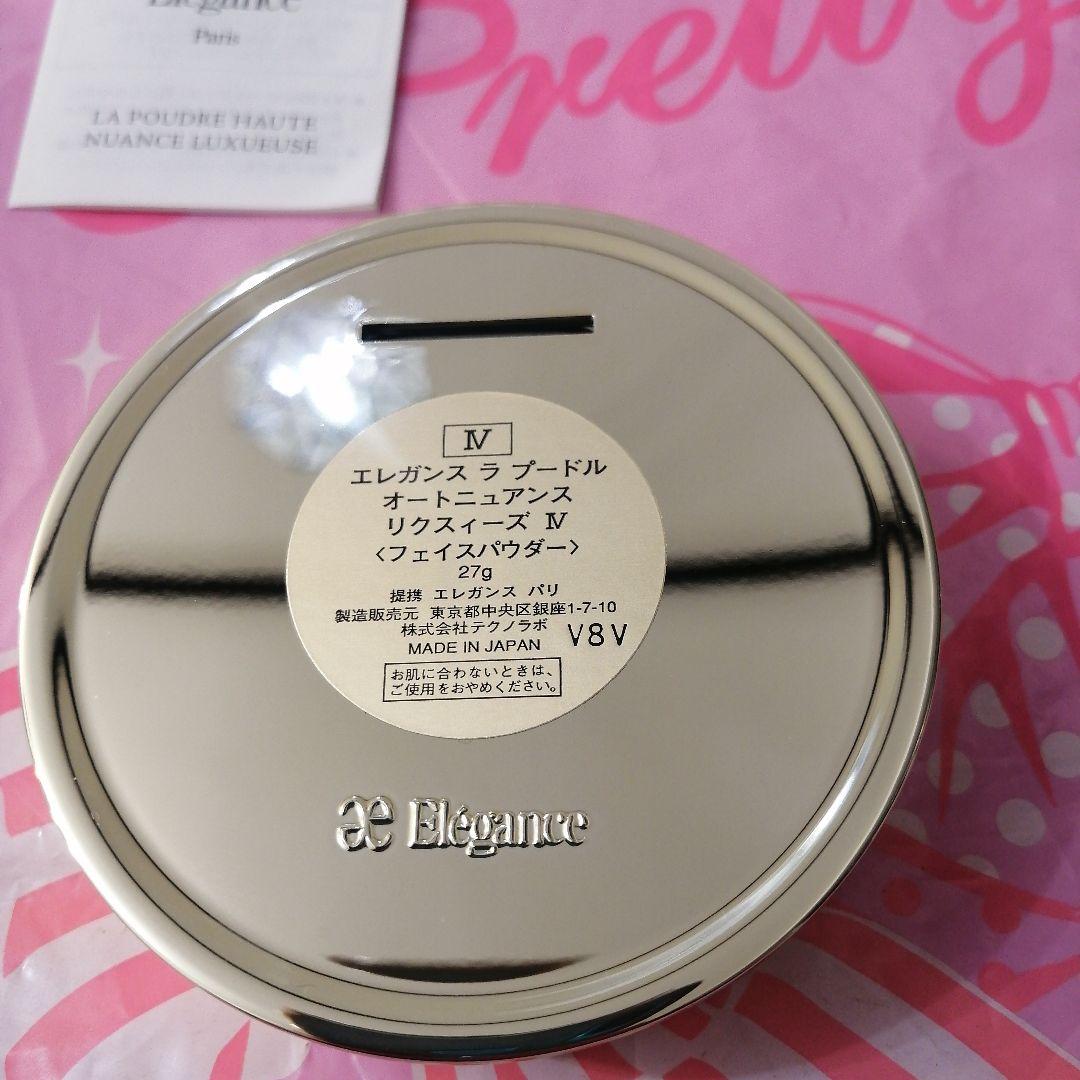 Elégance
Paris
LA POUDRE HAUTE
NUANCE LUXUEUSE
Pretty
Ⅳ
エレガンス ラ プードル
オートニュアンス
リクスィーズ Ⅳ
〈フェイスパウダー〉
27g
提携 エレガンス パリ
製造販売元 東京都中央区銀座1-7-10
株式会社テクノラボ
MADE IN JAPAN
V8V
お肌に合わないときは、
ご使用をおやめください。
æ Elégance